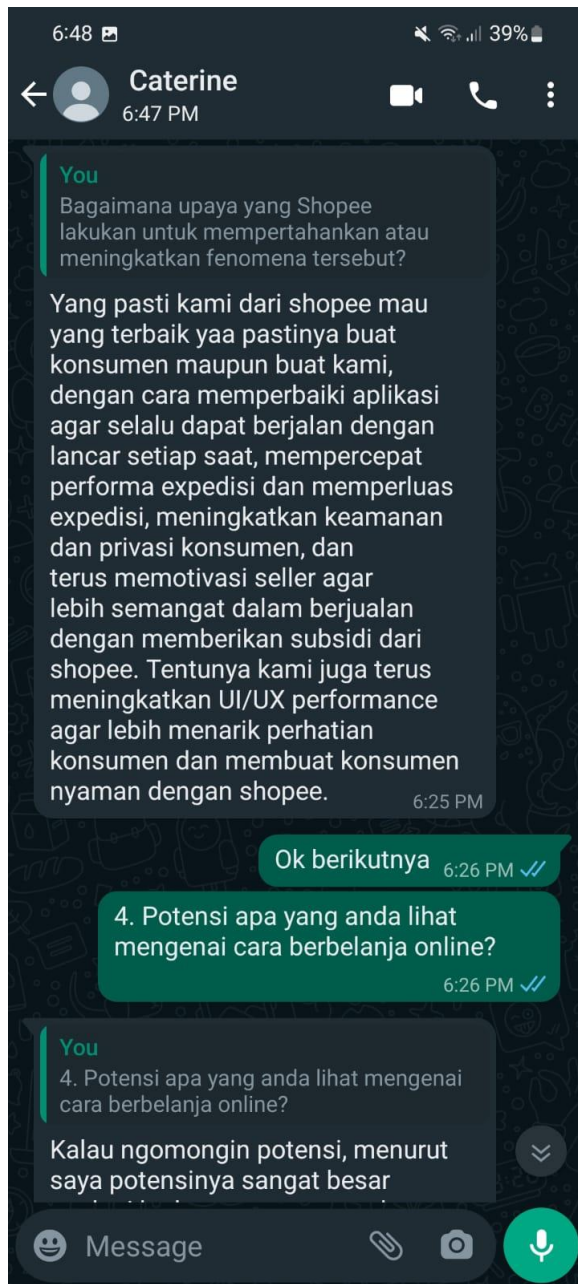 6:48
39%
Caterine
6:47 PM
You
Bagaimana upaya yang Shopee
lakukan untuk mempertahankan atau
meningkatkan fenomena tersebut?
Yang pasti kami dari shopee mau
yang terbaik yaa pastinya buat
konsumen maupun buat kami,
dengan cara memperbaiki aplikasi
agar selalu dapat berjalan dengan
lancar setiap saat, mempercepat
performa expedisi dan memperluas
expedisi, meningkatkan keamanan
dan privasi konsumen, dan
terus memotivasi seller agar
lebih semangat dalam berjualan
dengan memberikan subsidi dari
shopee. Tentunya kami juga terus
meningkatkan UI/UX performance
agar lebih menarik perhatian
konsumen dan membuat konsumen
nyaman dengan shopee.
6:25 PM
Ok berikutnya
6:26 PM
4. Potensi apa yang anda lihat
mengenai cara berbelanja online?
6:26 PM
You
4. Potensi apa yang anda lihat mengenai
cara berbelanja online?
Kalau ngomongin potensi, menurut
saya potensinya sangat besar
Message